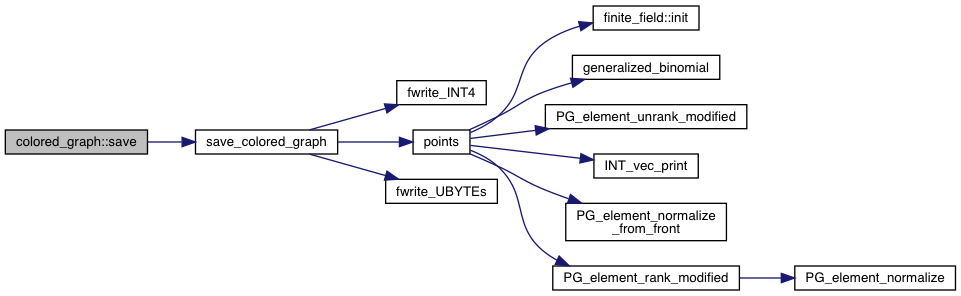 colored_graph::save
save_colored_graph
fwrite_INT4
points
fwrite_UBYTEs
finite_field::init
generalized_binomial
PG_element_unrank_modified
INT_vec_print
PG_element_normalize
_from_front
PG_element_rank_modified
PG_element_normalize